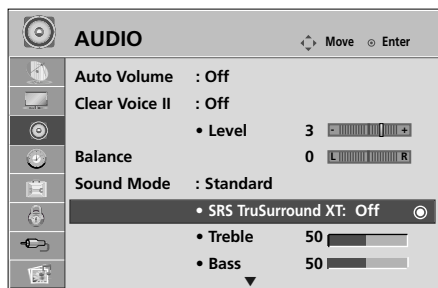 AUDIO Move Enter
Auto Volume : Off
Clear Voice II : Off
• Level 3 - +
Balance 0 L R
Sound Mode : Standard
• SRS TruSurround XT: Off
• Treble 50
• Bass 50